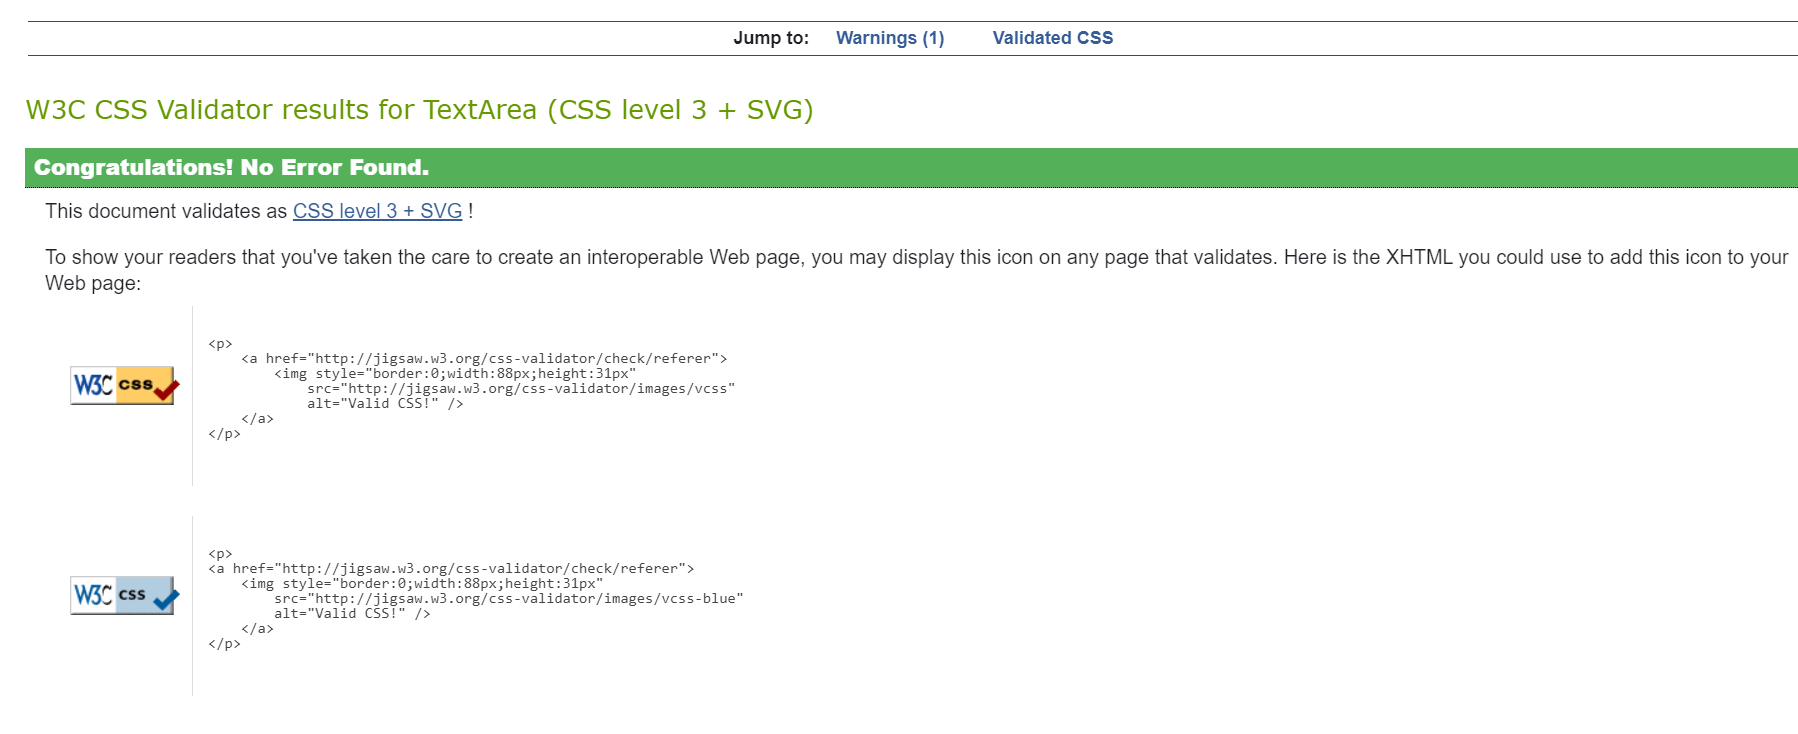 Jump to: Warnings (1) Validated CSS
W3C CSS Validator results for TextArea (CSS level 3 + SVG)
Congratulations! No Error Found.
This document validates as CSS level 3 + SVG !
To show your readers that you've taken the care to create an interoperable Web page, you may display this icon on any page that validates. Here is the XHTML you could use to add this icon to your
Web page:
<p>
    <a href="http://jigsaw.w3.org/css-validator/check/referer">
        <img style="border:0;width:88px;height:31px"
            src="http://jigsaw.w3.org/css-validator/images/vcss"
            alt="Valid CSS!" />
W3C css
    </a>
</p>
<p>
<a href="http://jigsaw.w3.org/css-validator/check/referer">
    <img style="border:0;width:88px;height:31px"
        src="http://jigsaw.w3.org/css-validator/images/vcss-blue"
        alt="Valid CSS!" />
W3C css
    </a>
</p>